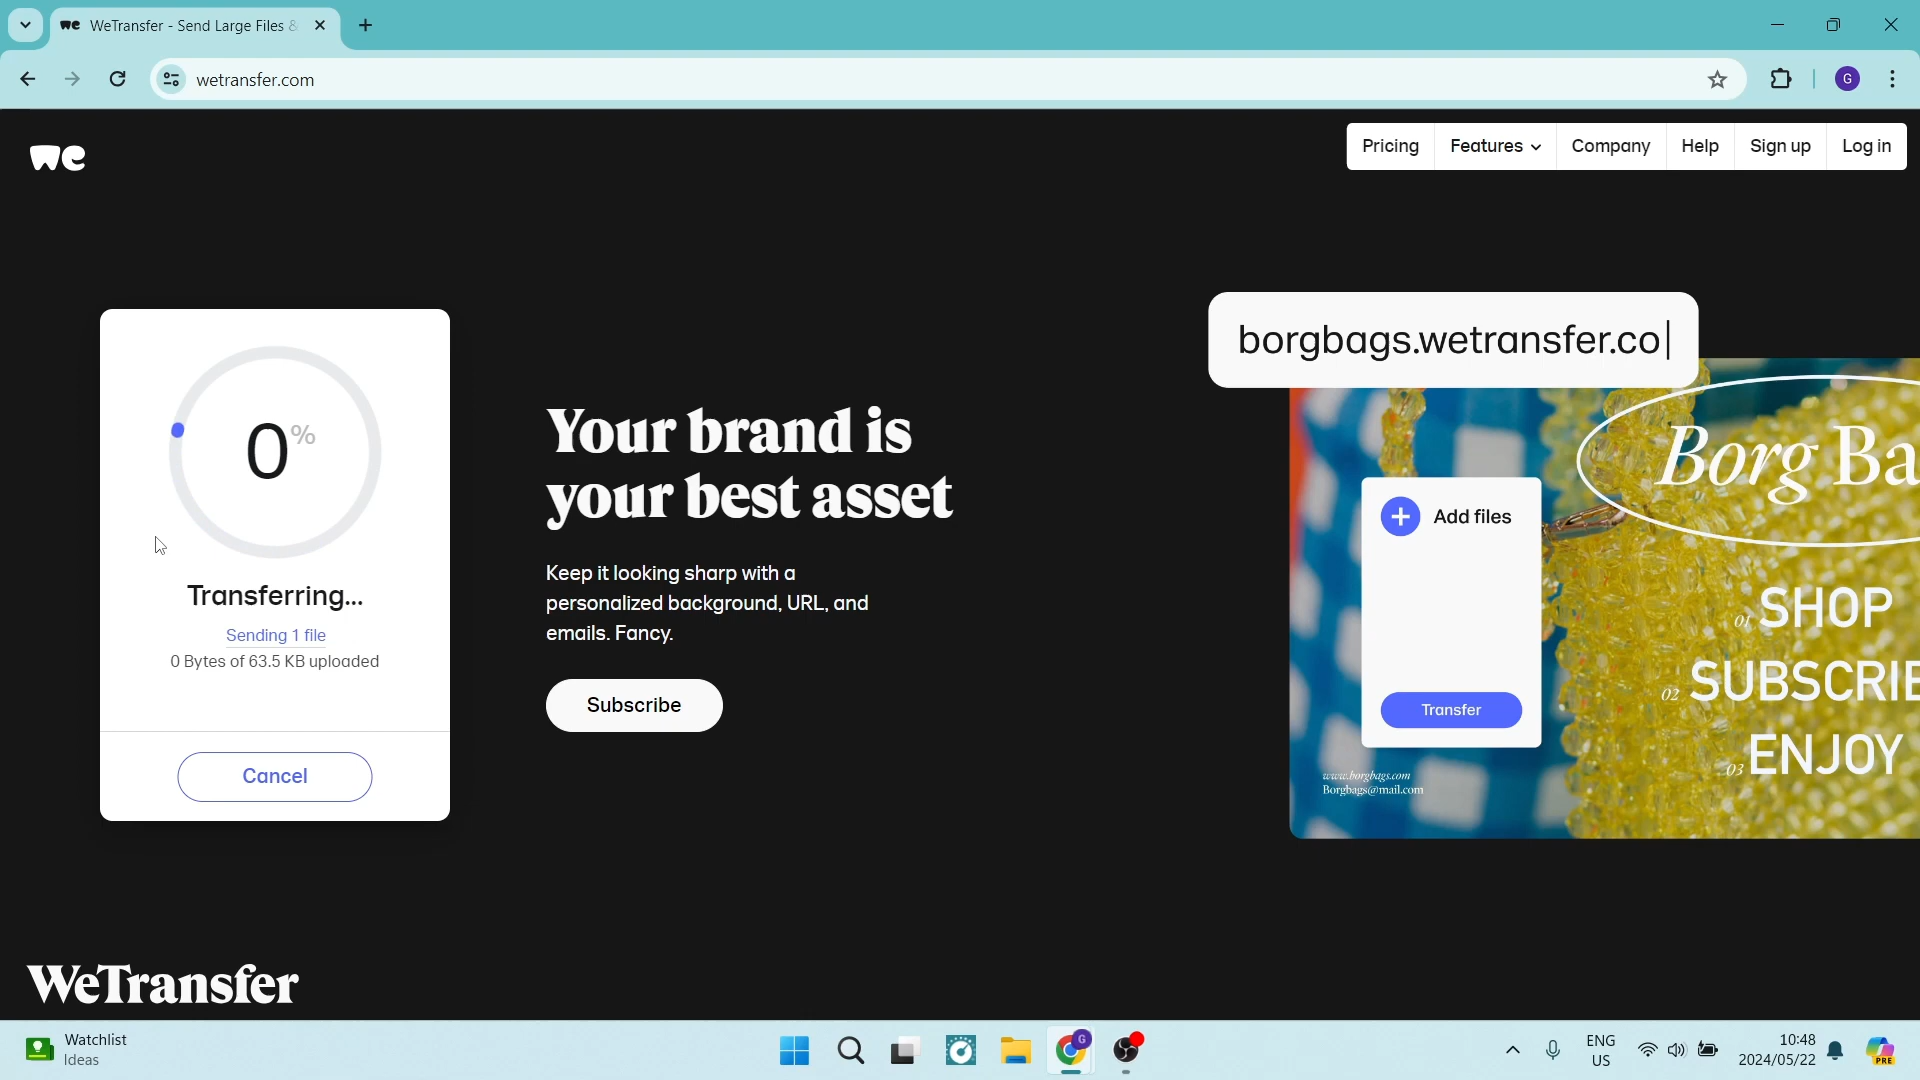 WeTransfer - Send Large Files &
wetransfer.com
G
we
Pricing
Features
Company
Help
Sign up
Log in
0%
Transferring...
Sending 1 file
0 Bytes of 63.5 KB uploaded
Cancel
Your brand is
your best asset
Keep it looking sharp with a
personalized background, URL, and
emails. Fancy.
Subscribe
borgbags.wetransfer.co
Borg Ba
Add files
Transfer
01 SHOP
02 SUBSCRIE
03 ENJOY
www.borgbags.com
Borgbags@mail.com
WeTransfer
Watchlist
Ideas
G
ENG
US
10:48
2024/05/22
PRE